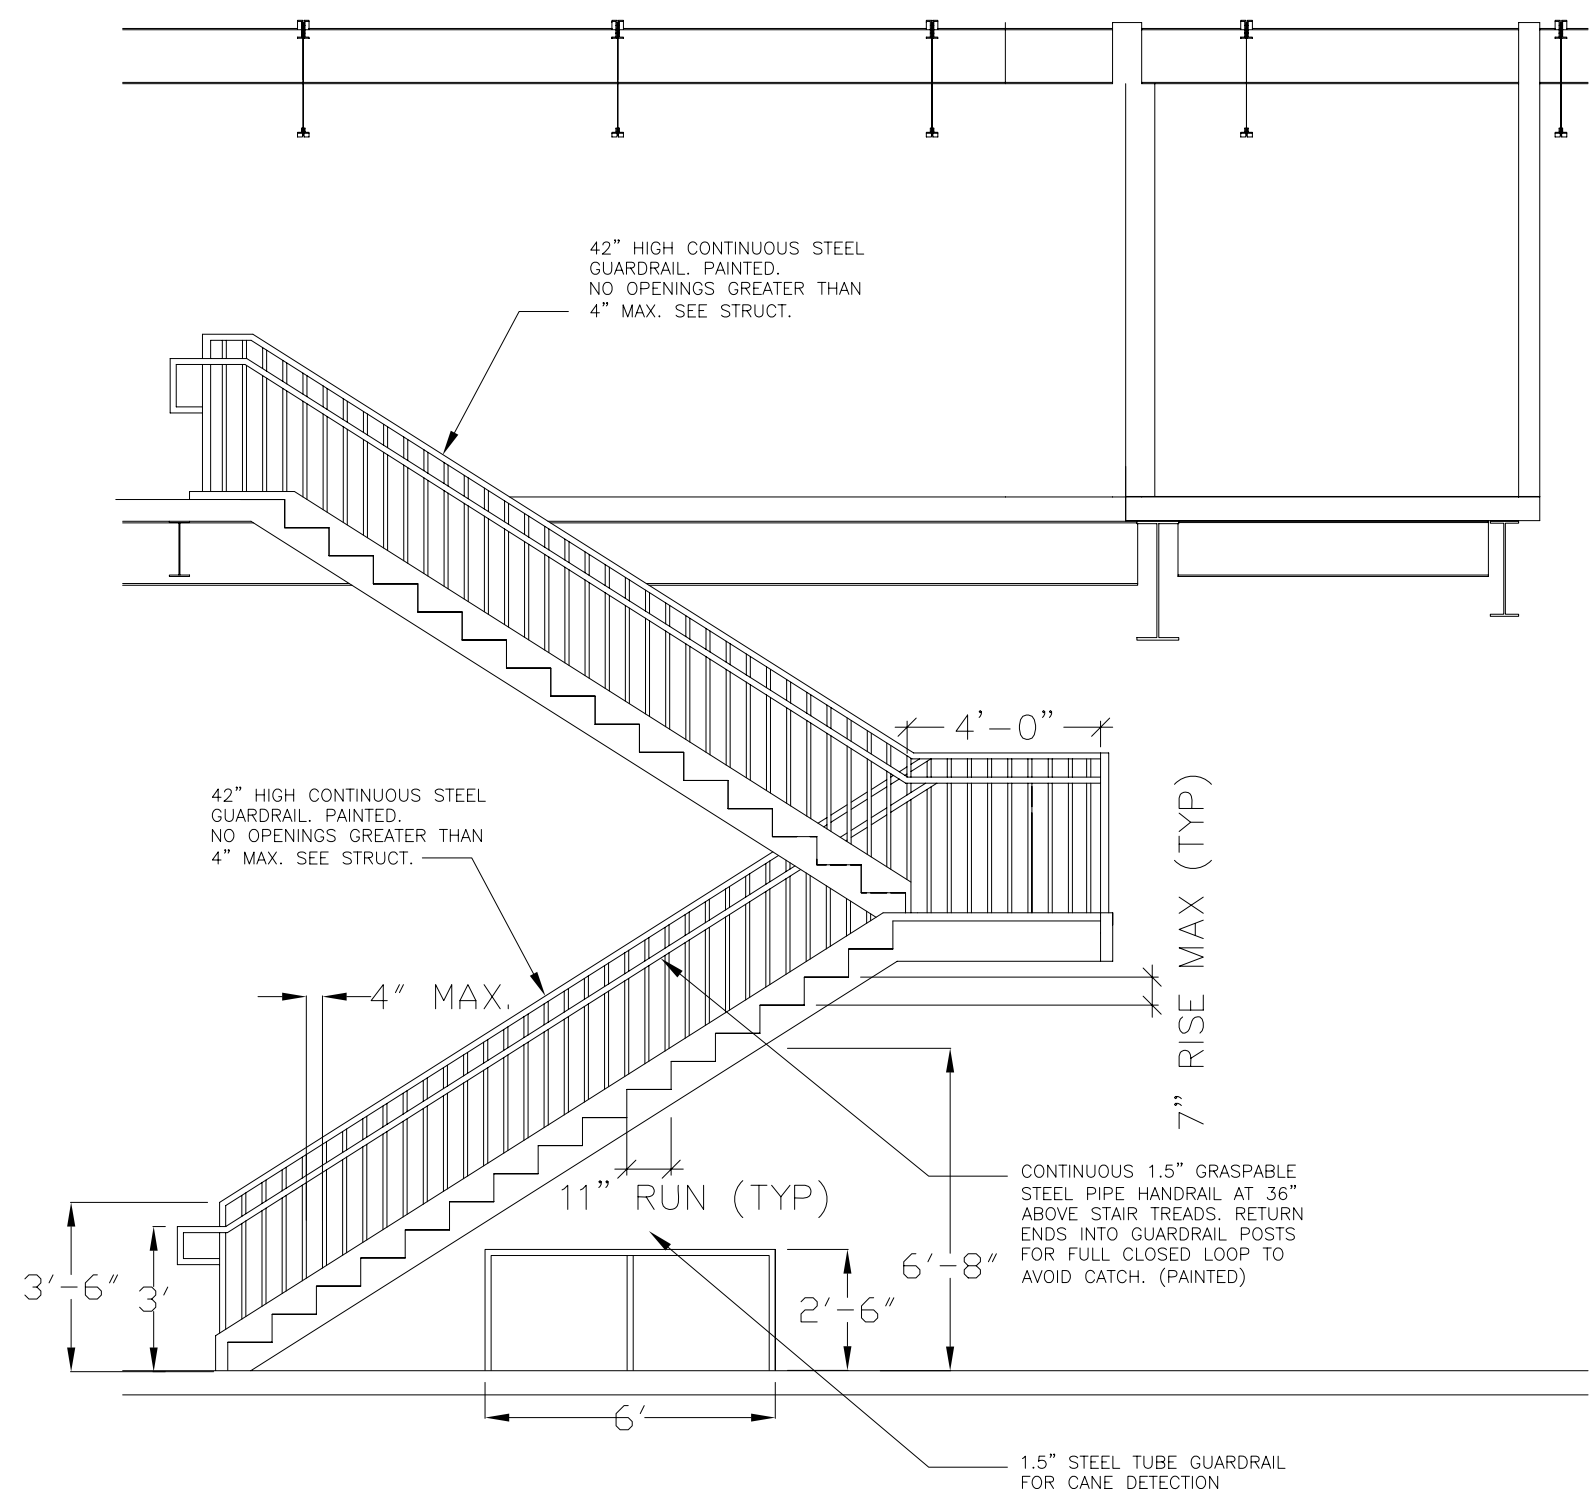 42” HIGH CONTINUOUS STEEL
GUARDRAIL. PAINTED.
NO OPENINGS GREATER THAN
4” MAX. SEE STRUCT.
4’-0”
42” HIGH CONTINUOUS STEEL
GUARDRAIL. PAINTED.
NO OPENINGS GREATER THAN
4” MAX. SEE STRUCT.
7” RISE MAX (TYP)
4” MAX.
11” RUN (TYP)
CONTINUOUS 1.5” GRASPABLE
STEEL PIPE HANDRAIL AT 36”
ABOVE STAIR TREADS. RETURN
ENDS INTO GUARDRAIL POSTS
FOR FULL CLOSED LOOP TO
AVOID CATCH. (PAINTED)
3’-6”
3’
6’-8”
2’-6”
6’
1.5” STEEL TUBE GUARDRAIL
FOR CANE DETECTION